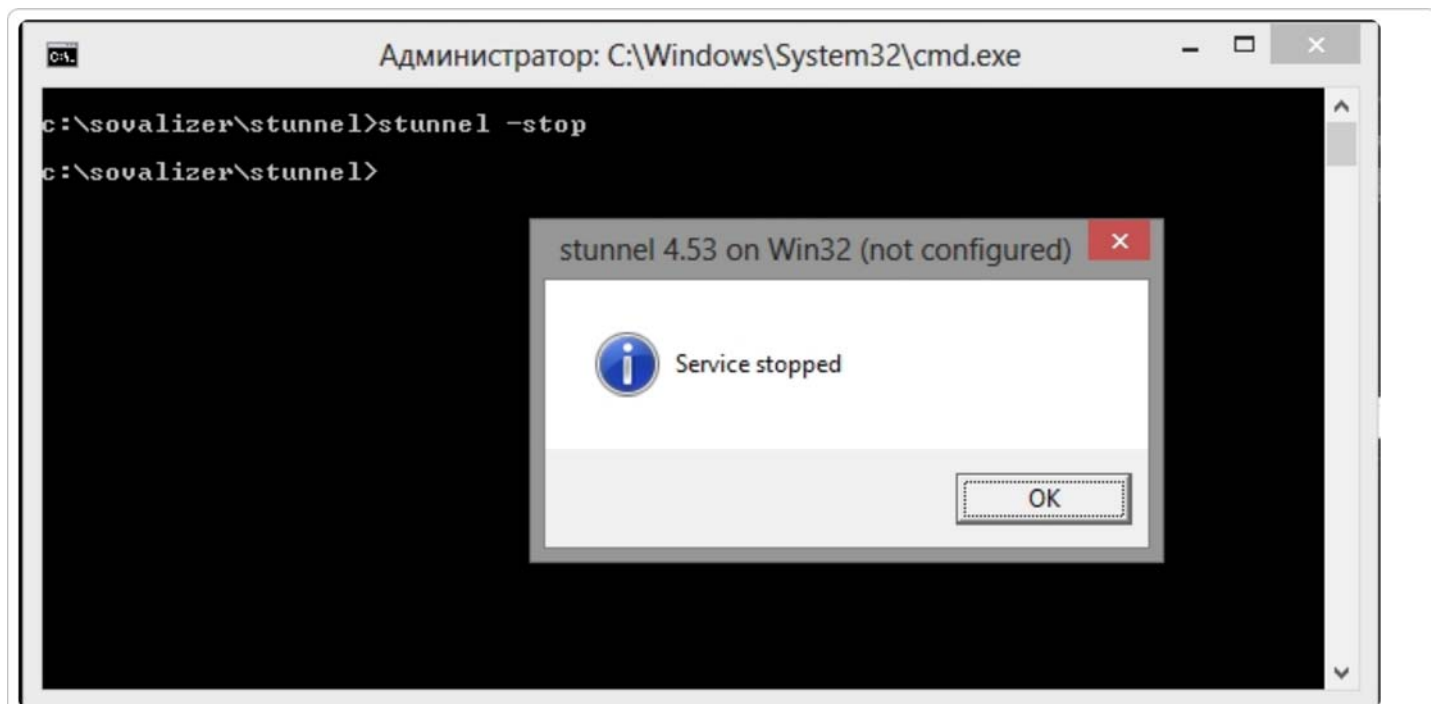 Администратор: C:\Windows\System32\cmd.exe
c:\sovalizer\stunnel>stunnel -stop
c:\sovalizer\stunnel>
stunnel 4.53 on Win32 (not configured)
Service stopped
OK